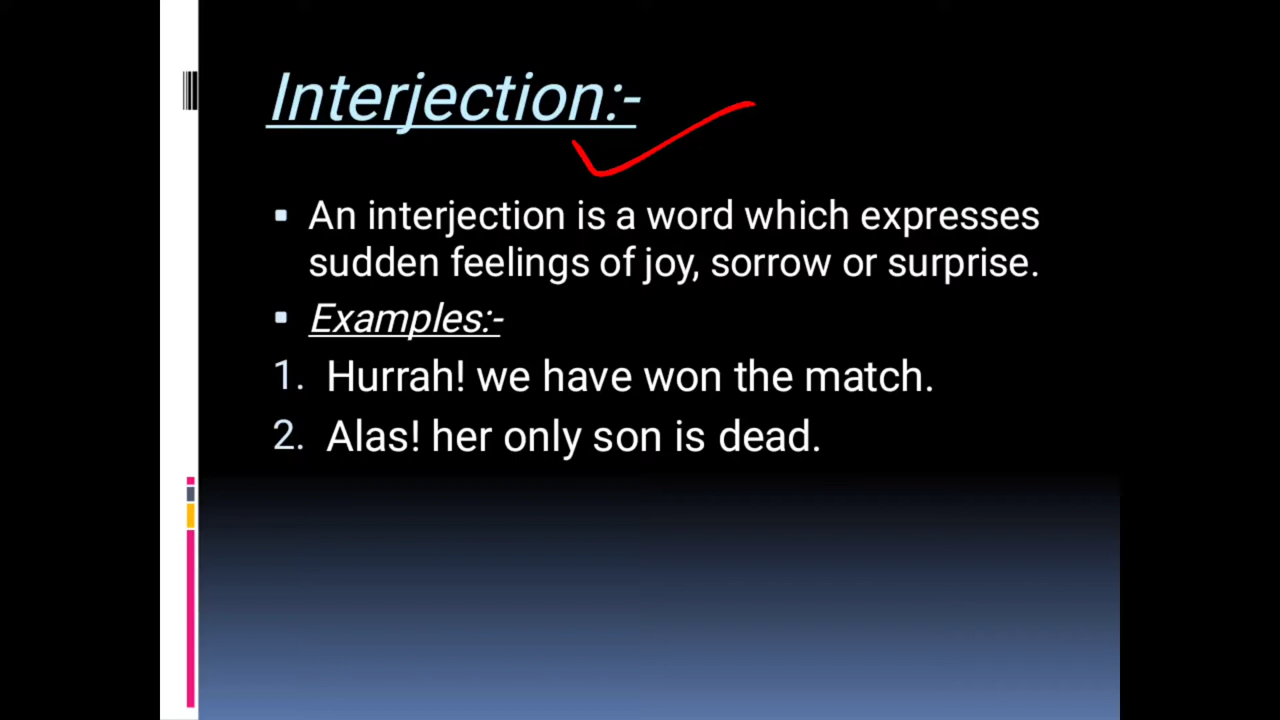 Interjection:-
An interjection is a word which expresses
sudden feelings of joy, sorrow or surprise.
Examples:-
1. Hurrah! we have won the match.
2. Alas! her only son is dead.